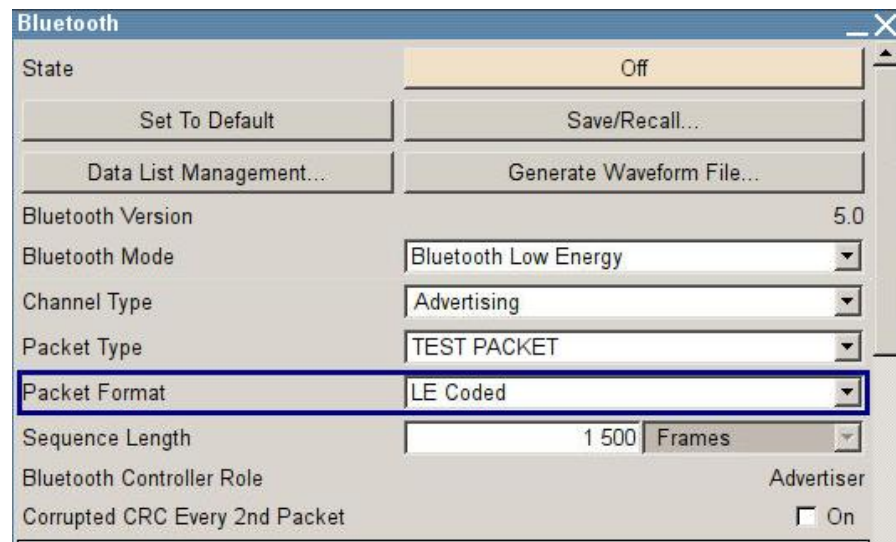 Bluetooth
State Off
Set To Default Save/Recall...
Data List Management... Generate Waveform File...
Bluetooth Version 5.0
Bluetooth Mode Bluetooth Low Energy
Channel Type Advertising
Packet Type TEST PACKET
Packet Format LE Coded
Sequence Length 1 500 Frames
Bluetooth Controller Role Advertiser
Corrupted CRC Every 2nd Packet On